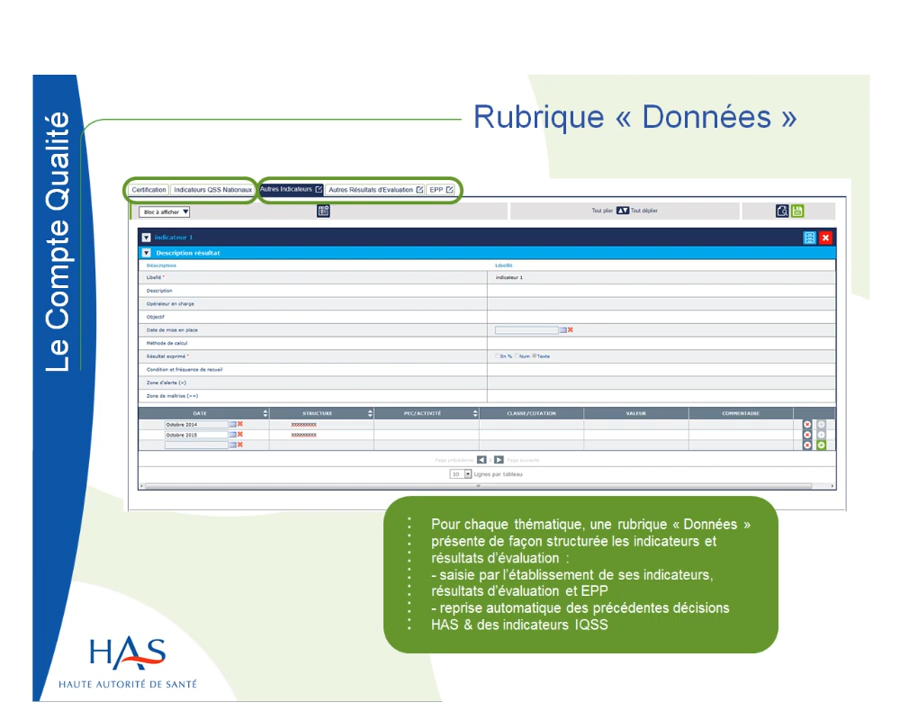 Le Compte Qualité
Rubrique « Données »
Certification Indicateurs QSS Nationaux Autres Indicateurs Autres Résultats d'Evaluation EPP
Bloc à afficher Tout plier Tout déplier
indicateur 1
Description résultat
Description Libellé
Libellé * indicateur 1
Description
Opérateur en charge
Objectif
Date de mise en place
Méthode de calcul
Résultat exprimé * En % Num Texte
Condition et fréquence de recueil
Zone d'alerte (=)
Zone de maîtrise (==)
DATE STRUCTURE PEC/ACTIVITÉ CLASSE/COTATION VALEUR COMMENTAIRE
Octobre 2014 XXXXXXXXX
Octobre 2015 XXXXXXXXX
Page précédente 1 Page suivante
10 Lignes par tableau
Pour chaque thématique, une rubrique « Données »
présente de façon structurée les indicateurs et
résultats d'évaluation :
- saisie par l'établissement de ses indicateurs,
résultats d'évaluation et EPP
- reprise automatique des précédentes décisions
HAS & des indicateurs IQSS
HAS
HAUTE AUTORITÉ DE SANTÉ